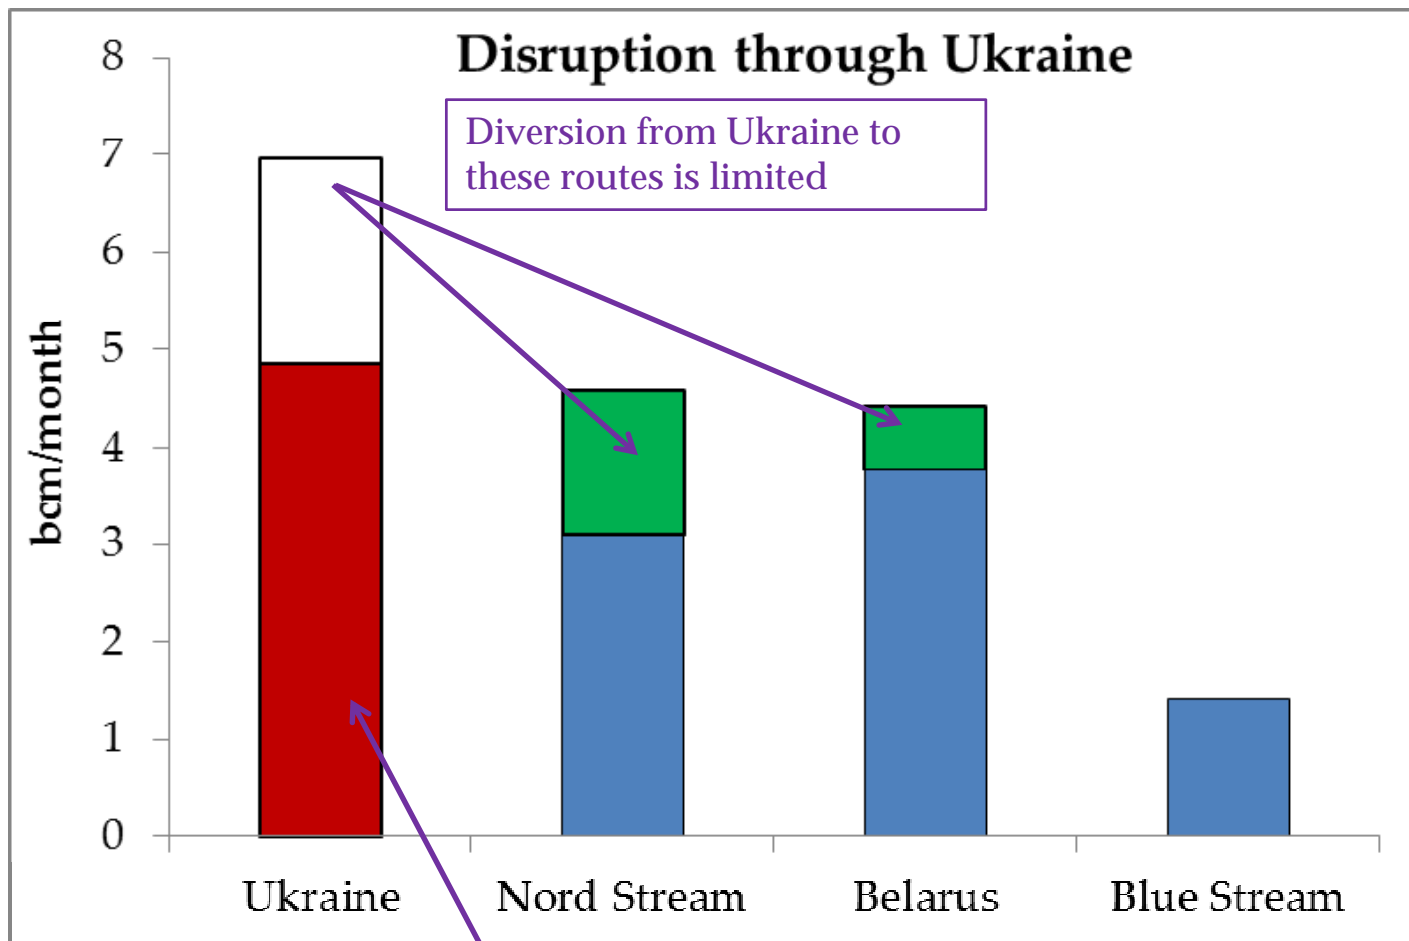 Disruption through Ukraine
Diversion from Ukraine to
these routes is limited
8
7
6
5
4
3
2
1
0
bcm/month
Ukraine
Nord Stream
Belarus
Blue Stream